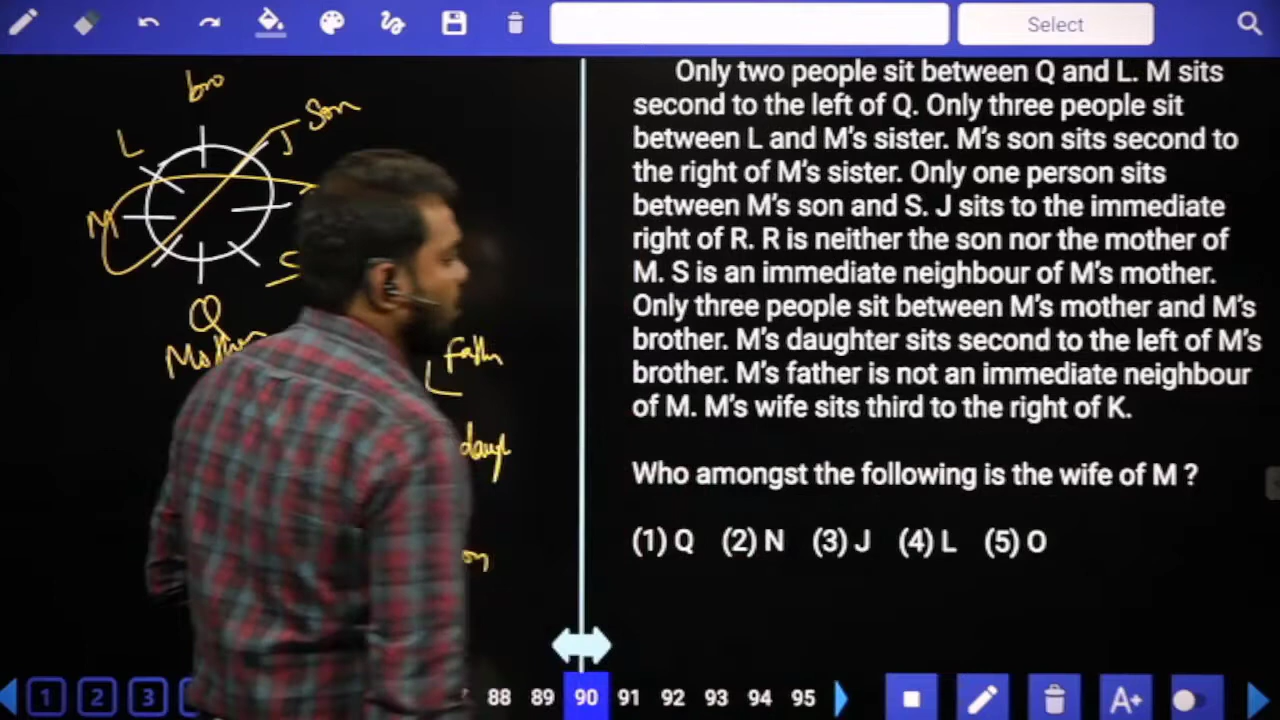 Select
bro
L
J Son
M
S
Q
Only two people sit between Q and L. M sits
second to the left of Q. Only three people sit
between L and M's sister. M's son sits second to
the right of M's sister. Only one person sits
between M's son and S. J sits to the immediate
right of R. R is neither the son nor the mother of
M. S is an immediate neighbour of M's mother.
Only three people sit between M's mother and M's
brother. M's daughter sits second to the left of M's
brother. M's father is not an immediate neighbour
of M. M's wife sits third to the right of K.
Who amongst the following is the wife of M ?
(1) Q (2) N (3) J (4) L (5) O
1 2 3 88 89 90 91 92 93 94 95 A+